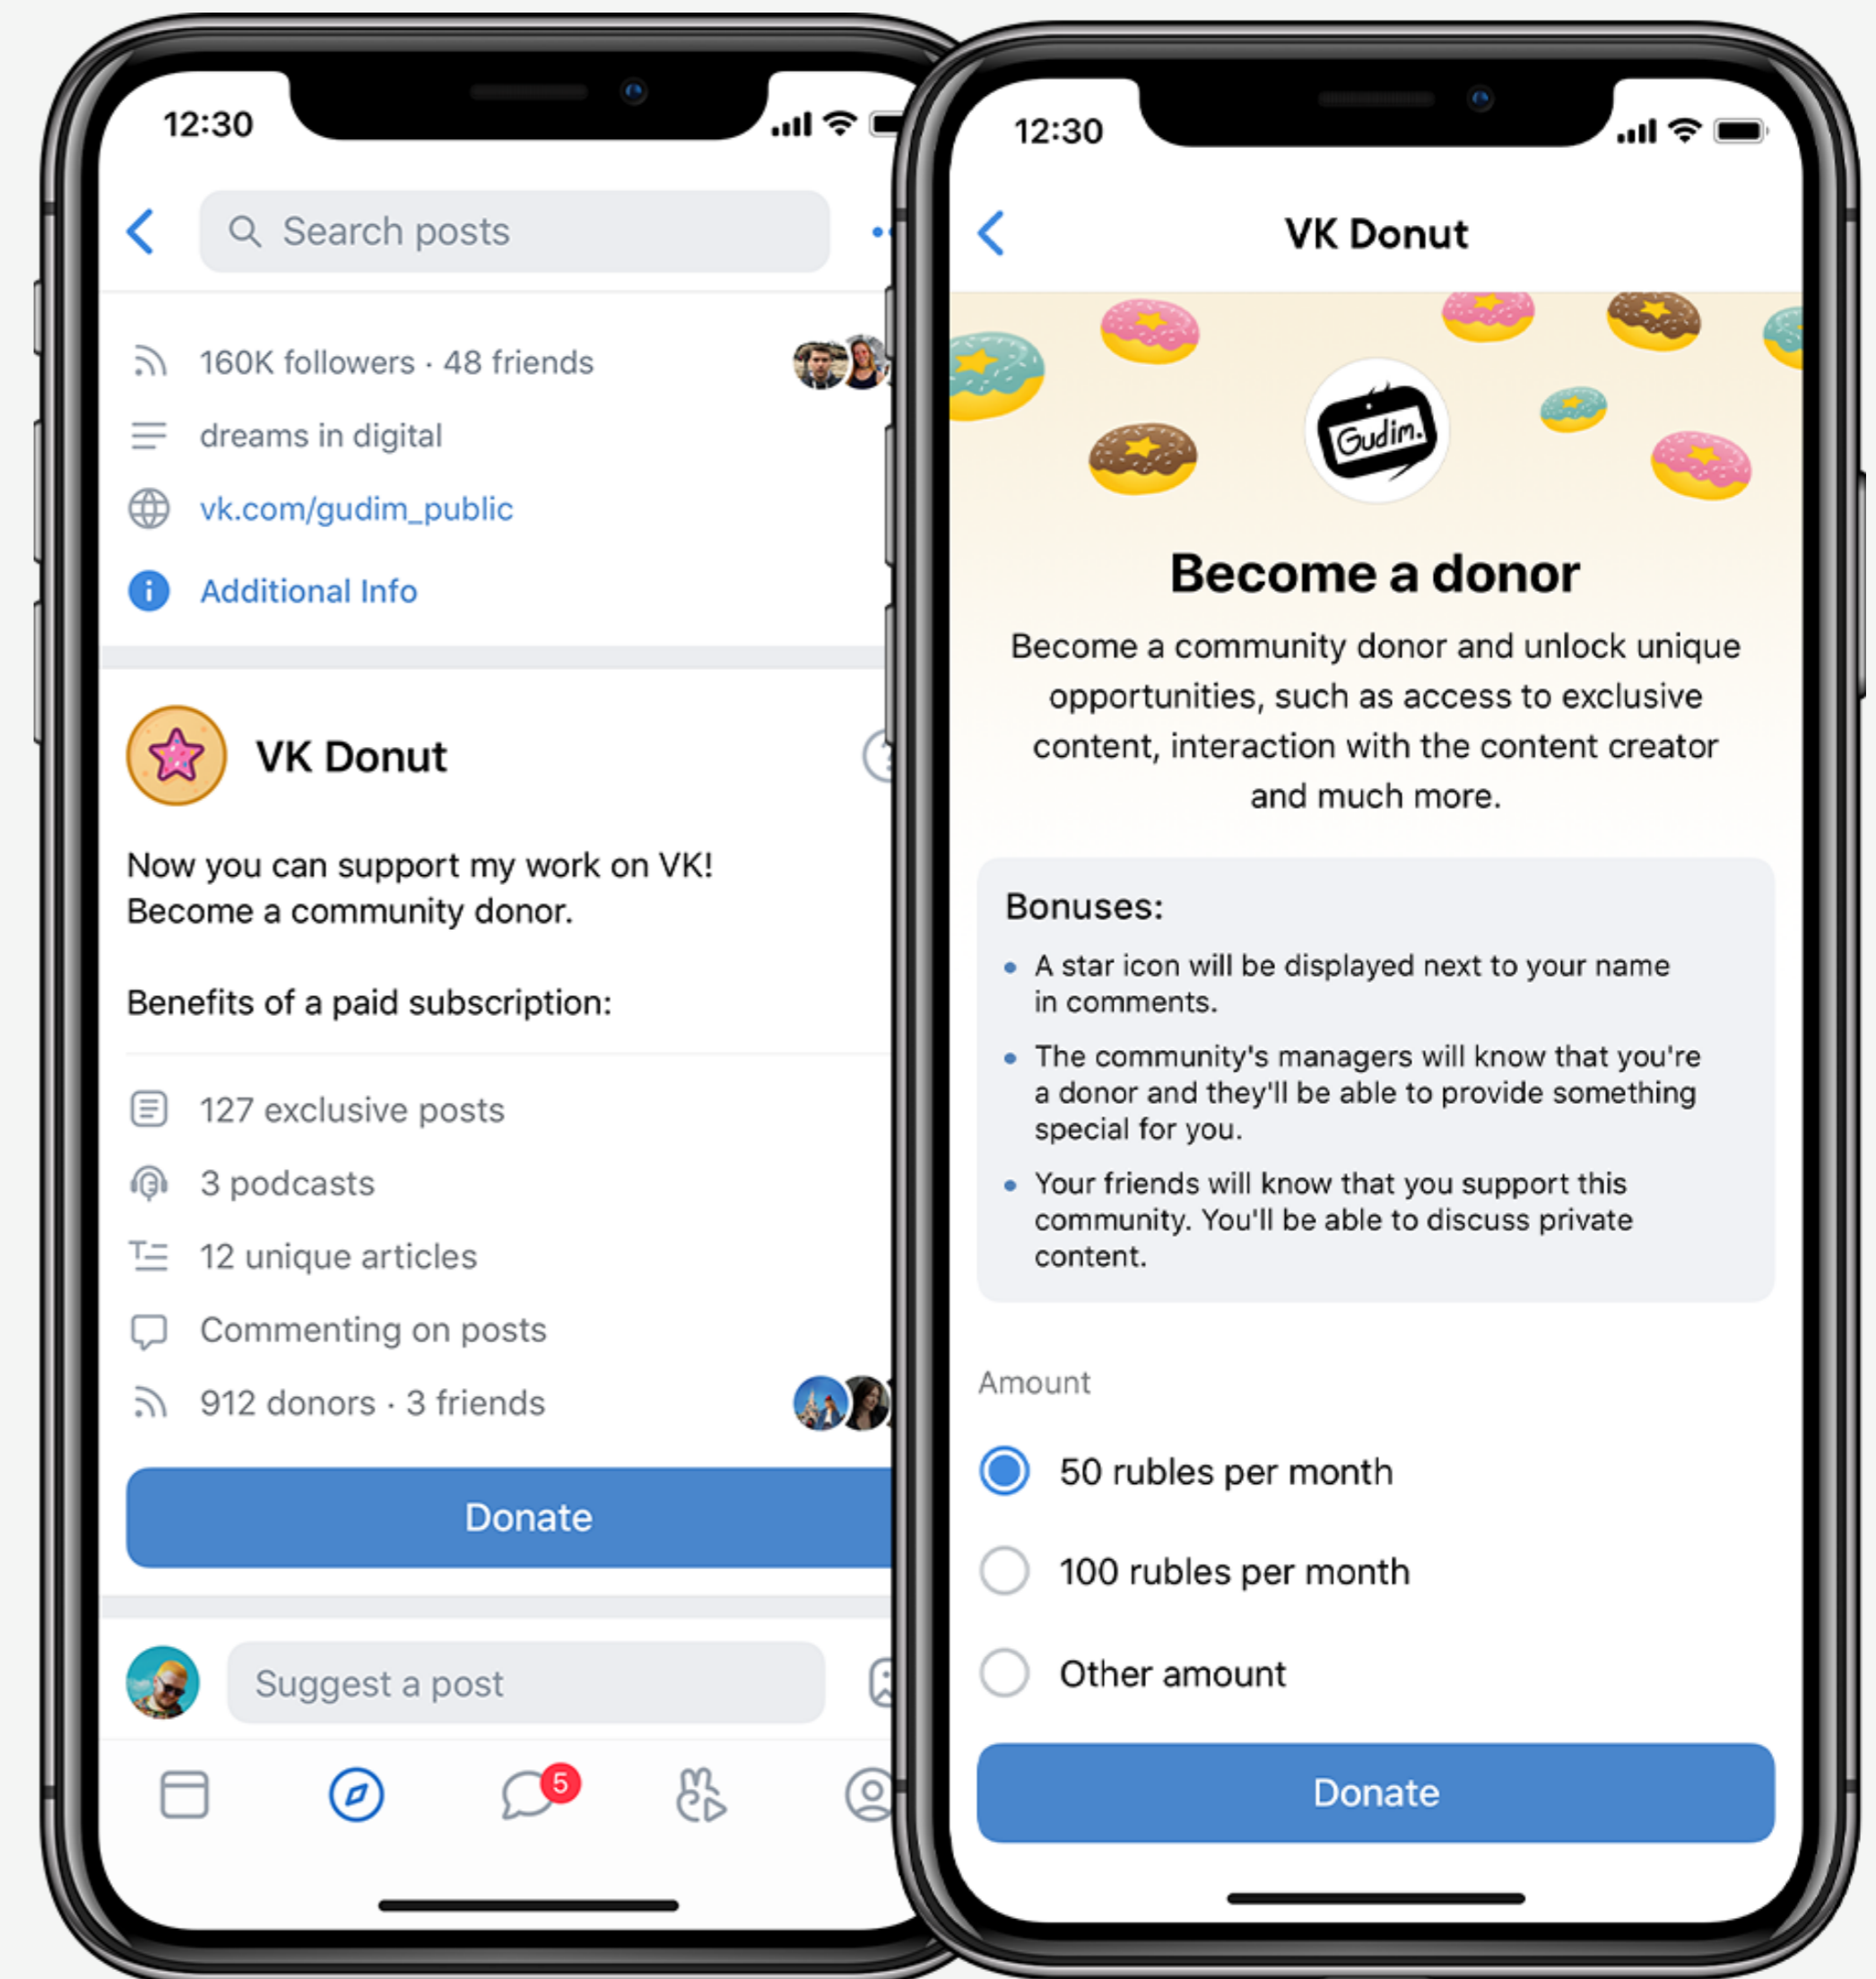 12:30
Search posts
160K followers · 48 friends
dreams in digital
vk.com/gudim_public
Additional Info
VK Donut
Now you can support my work on VK!
Become a community donor.
Benefits of a paid subscription:
127 exclusive posts
3 podcasts
12 unique articles
Commenting on posts
912 donors · 3 friends
Donate
Suggest a post
5
12:30
VK Donut
Gudim.
Become a donor
Become a community donor and unlock unique
opportunities, such as access to exclusive
content, interaction with the content creator
and much more.
Bonuses:
• A star icon will be displayed next to your name
in comments.
• The community's managers will know that you're
a donor and they'll be able to provide something
special for you.
• Your friends will know that you support this
community. You'll be able to discuss private
content.
Amount
50 rubles per month
100 rubles per month
Other amount
Donate